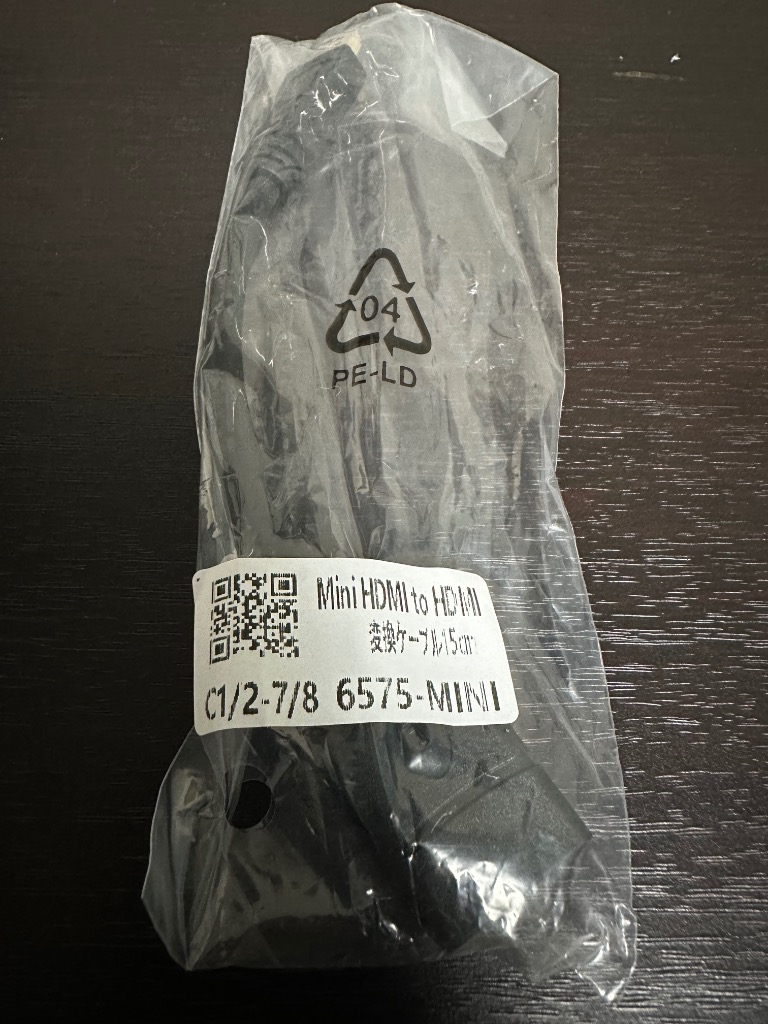 04
PE-LD
Mini HDMI to HDMI
変換ケーブル15cm
C1/2-7/8 6575-MINI